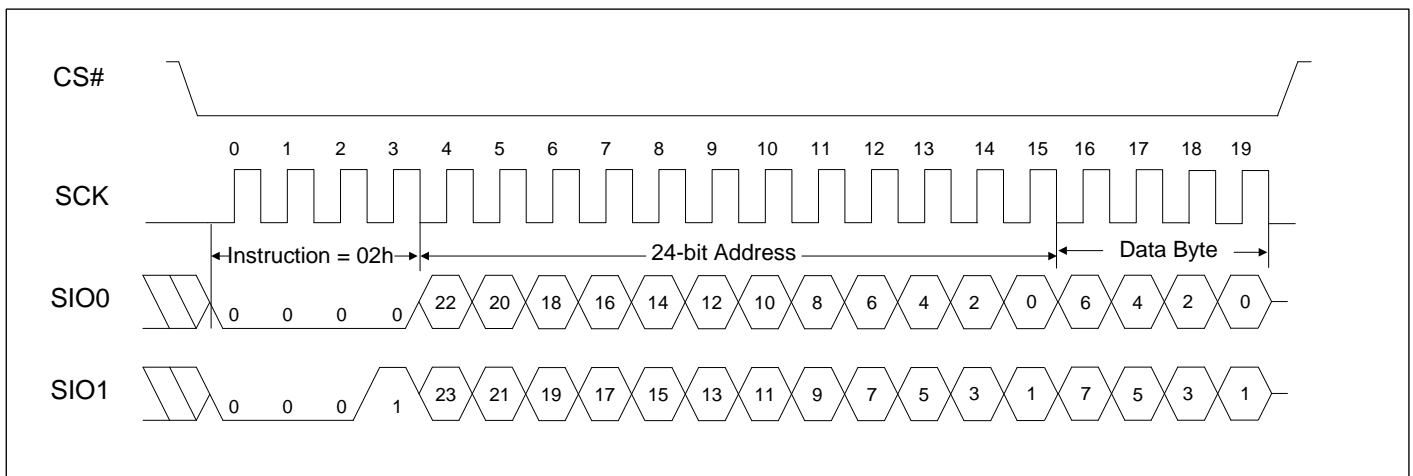 CS#
0 1 2 3 4 5 6 7 8 9 10 11 12 13 14 15 16 17 18 19
SCK
Instruction = 02h 24-bit Address Data Byte
SIO0 0 0 0 0 22 20 18 16 14 12 10 8 6 4 2 0 6 4 2 0
SIO1 0 0 0 1 23 21 19 17 15 13 11 9 7 5 3 1 7 5 3 1